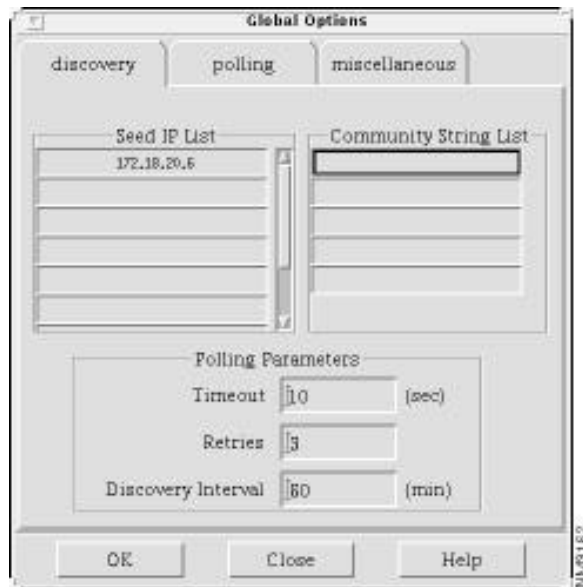 Global Options
discovery polling miscellaneous
Seed IP List Community String List
172.18.20.6
Polling Parameters
Timeout 10 (sec)
Retries 3
Discovery Interval 60 (min)
OK Close Help